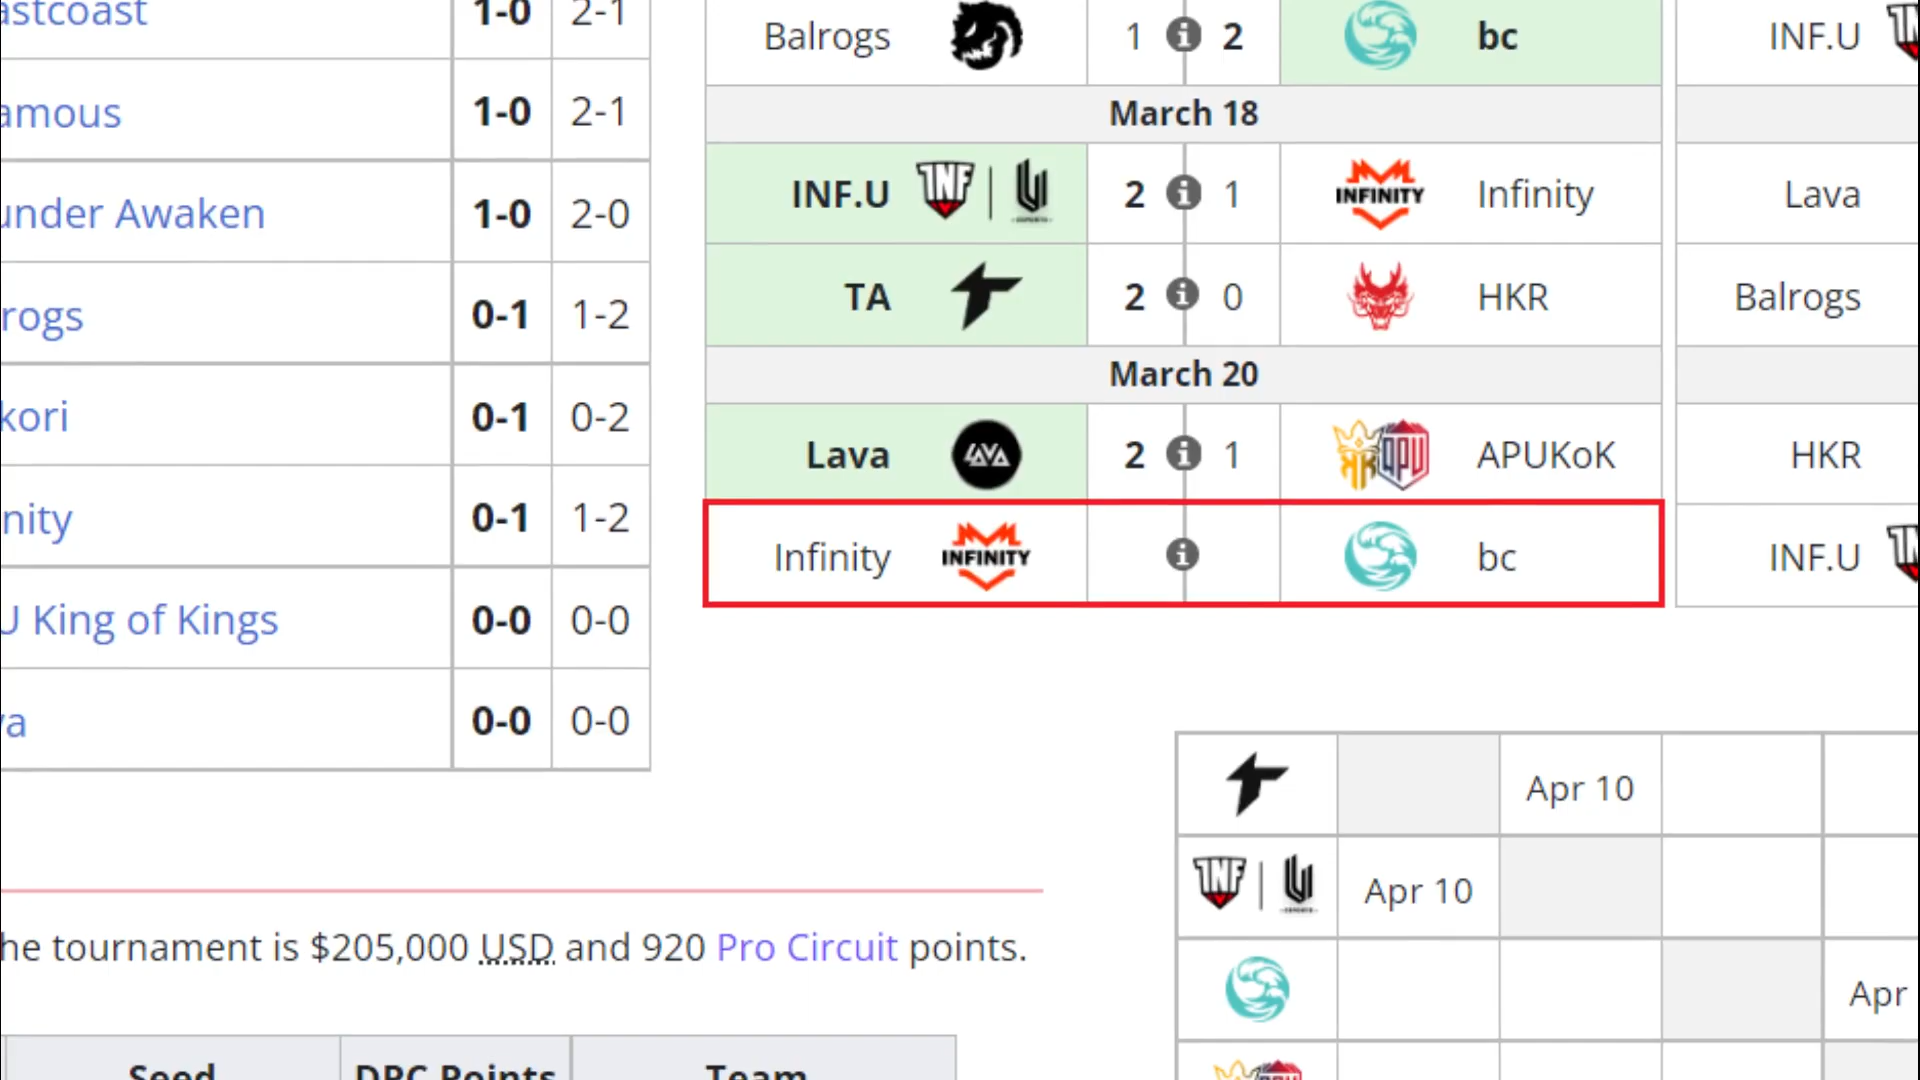 astcoast 1-0 2-1
amous 1-0 2-1
under Awaken 1-0 2-0
rogs 0-1 1-2
kori 0-1 0-2
nity 0-1 1-2
U King of Kings 0-0 0-0
a 0-0 0-0
Balrogs 1 2 bc
March 18
INF.U INF 2 1 INFINITY Infinity
TA 2 0 HKR
March 20
Lava LAVA 2 1 APU APUKoK
Infinity INFINITY bc
INF.U
Lava
Balrogs
HKR
INF.U
Apr 10
INF Apr 10
Apr
he tournament is $205,000 USD and 920 Pro Circuit points.
Seed DPC Points Team